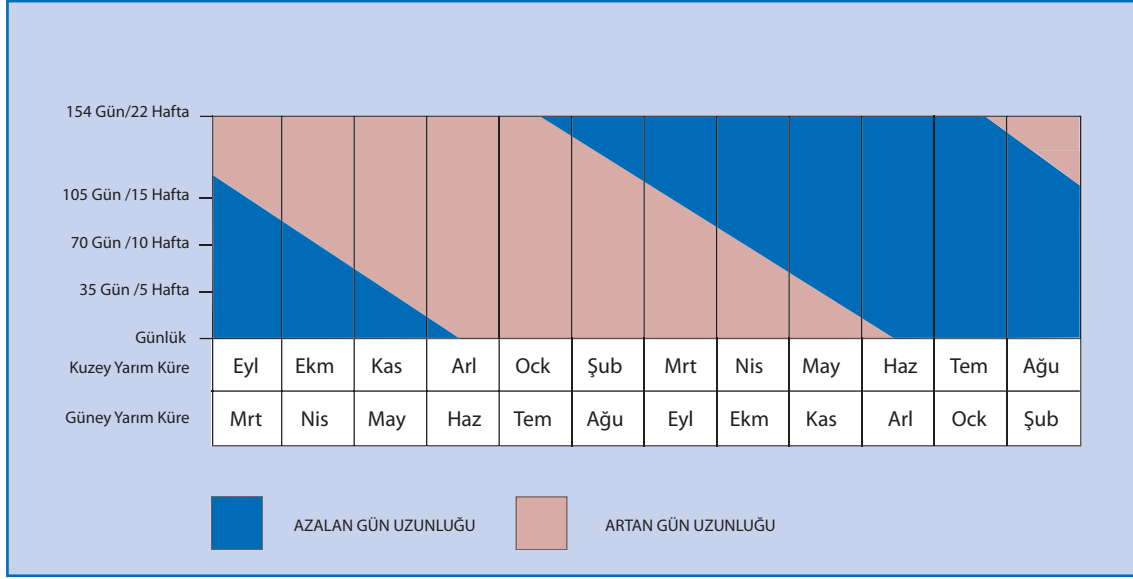 154 Gün/22 Hafta
105 Gün /15 Hafta
70 Gün /10 Hafta
35 Gün /5 Hafta
Günlük
Kuzey Yarım Küre Eyl Ekm Kas Arl Ock Şub Mrt Nis May Haz Tem Ağu
Güney Yarım Küre Mrt Nis May Haz Tem Ağu Eyl Ekm Kas Arl Ock Şub
AZALAN GÜN UZUNLUĞU ARTAN GÜN UZUNLUĞU